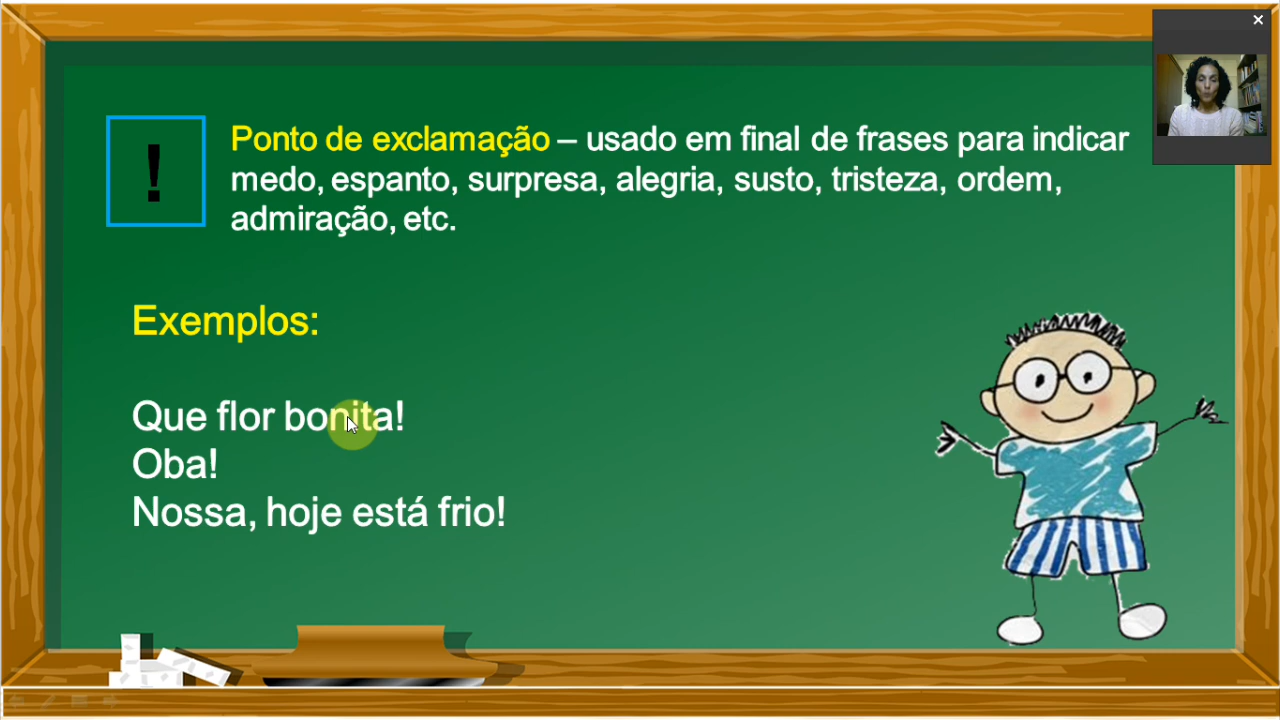 !
Ponto de exclamação – usado em final de frases para indicar
medo, espanto, surpresa, alegria, susto, tristeza, ordem,
admiração, etc.
Exemplos:
Que flor bonita!
Oba!
Nossa, hoje está frio!